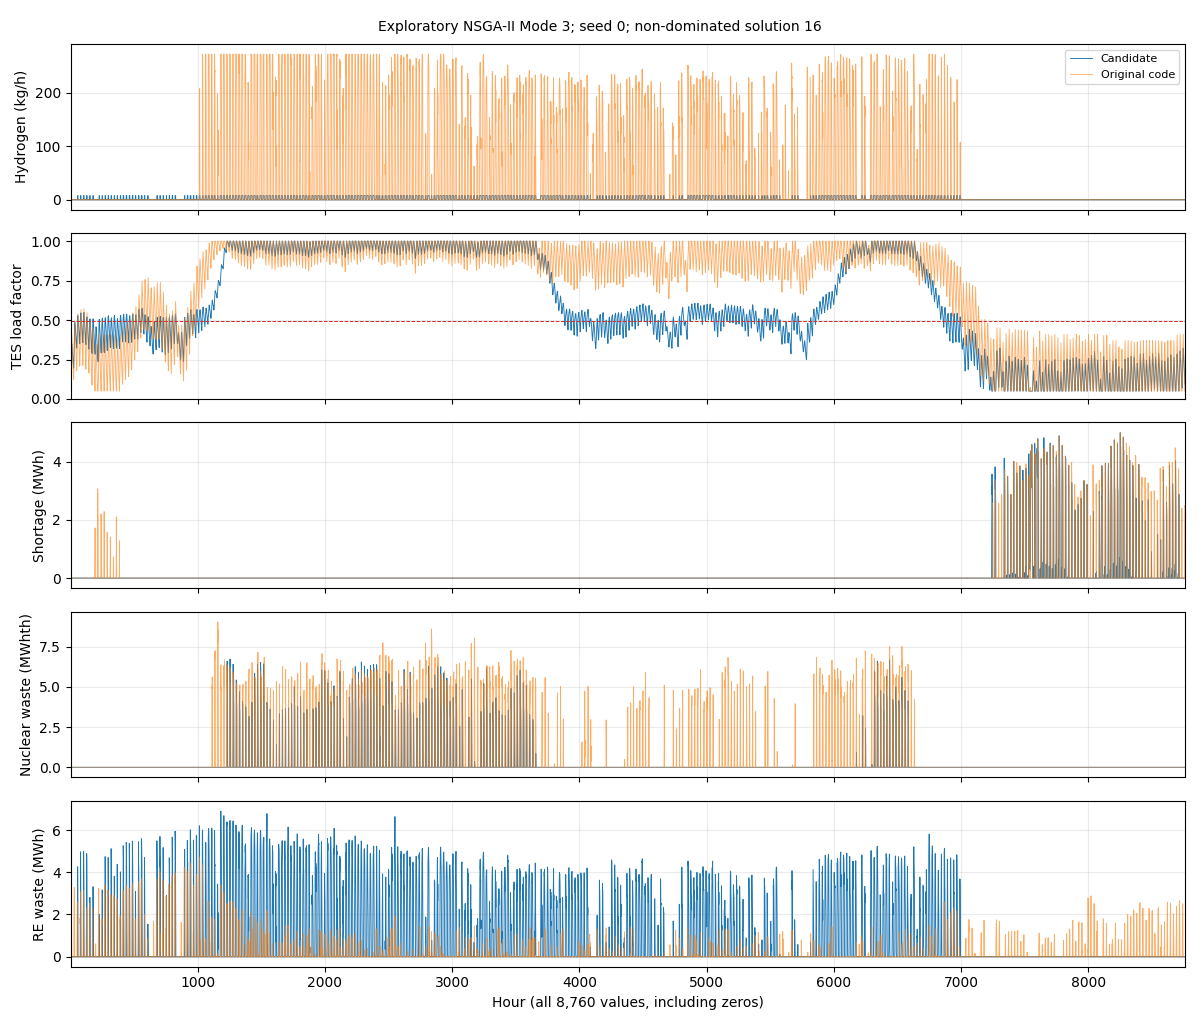 Exploratory NSGA-II Mode 3; seed 0; non-dominated solution 16
Hydrogen (kg/h)
200
100
0
Candidate
Original code
TES load factor
1.00
0.75
0.50
0.25
0.00
Shortage (MWh)
4
2
0
Nuclear waste (MWhth)
7.5
5.0
2.5
0.0
RE waste (MWh)
6
4
2
0
1000 2000 3000 4000 5000 6000 7000 8000
Hour (all 8,760 values, including zeros)